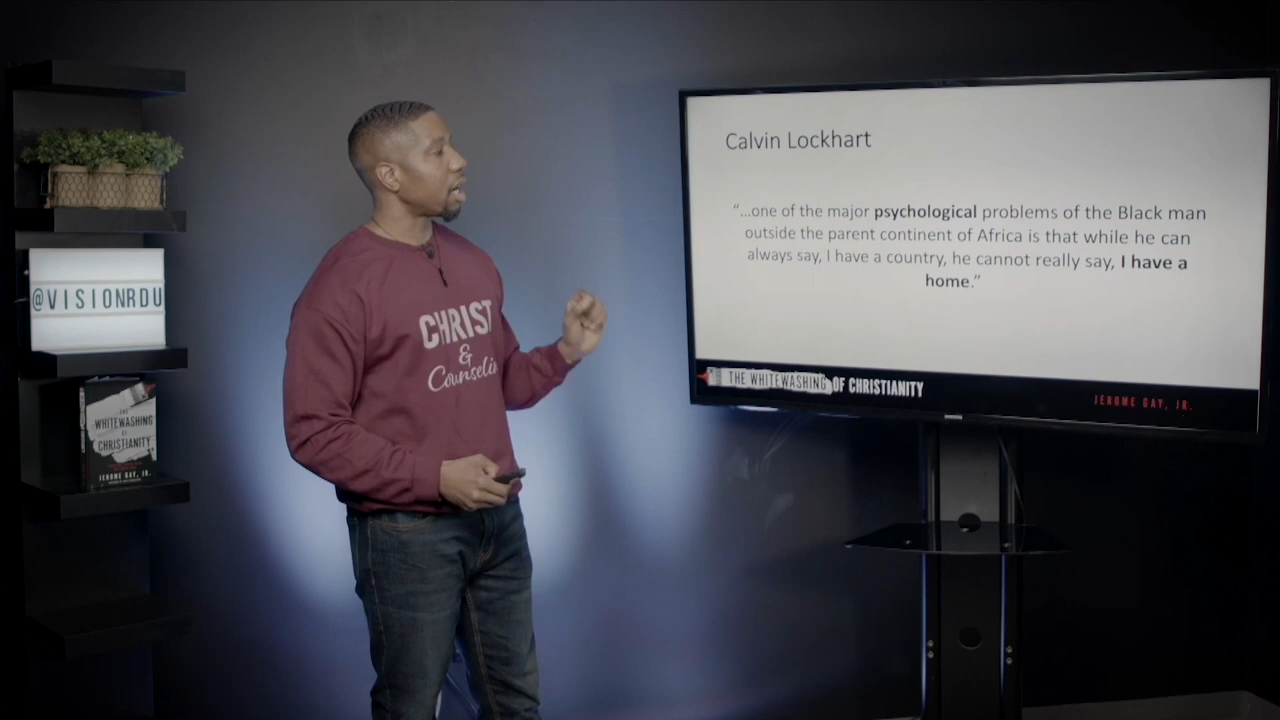 @VISIONRDU
THE
WHITEWASHING
OF
CHRISTIANITY
JEROME GAY, JR.
CHRIST
&
Counselin
Calvin Lockhart
“...one of the major psychological problems of the Black man
outside the parent continent of Africa is that while he can
always say, I have a country, he cannot really say, I have a
home.”
THE WHITEWASHING OF CHRISTIANITY
JEROME GAY, JR.